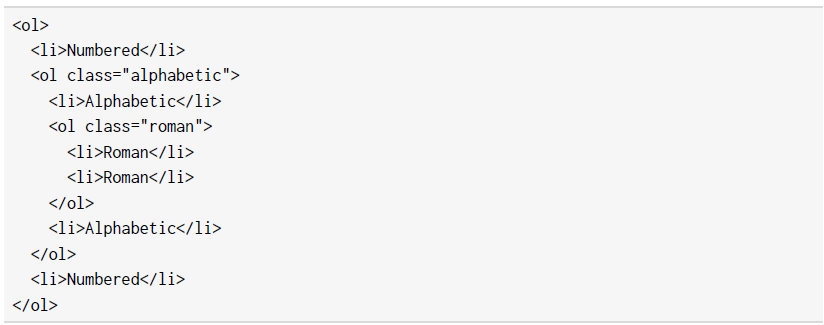 <ol>
  <li>Numbered</li>
  <ol class="alphabetic">
    <li>Alphabetic</li>
    <ol class="roman">
      <li>Roman</li>
      <li>Roman</li>
    </ol>
    <li>Alphabetic</li>
  </ol>
  <li>Numbered</li>
</ol>